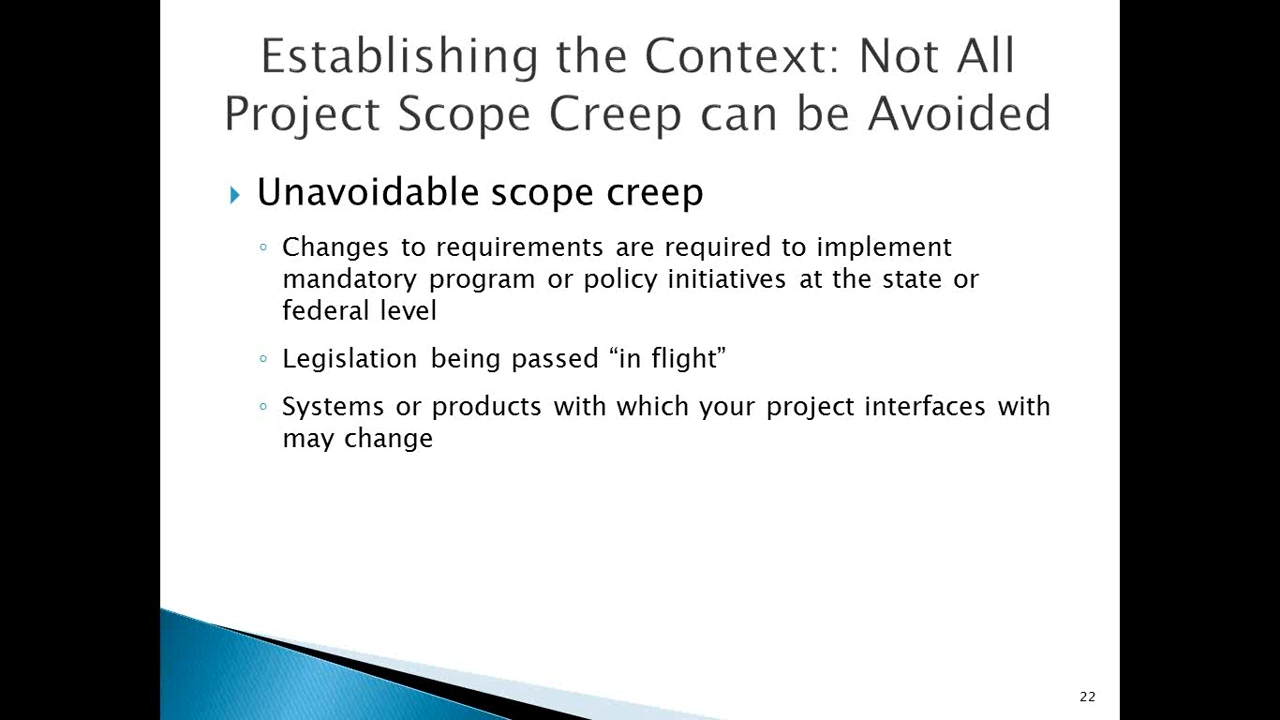 Establishing the Context: Not All
Project Scope Creep can be Avoided
Unavoidable scope creep
Changes to requirements are required to implement
mandatory program or policy initiatives at the state or
federal level
Legislation being passed “in flight”
Systems or products with which your project interfaces with
may change
22